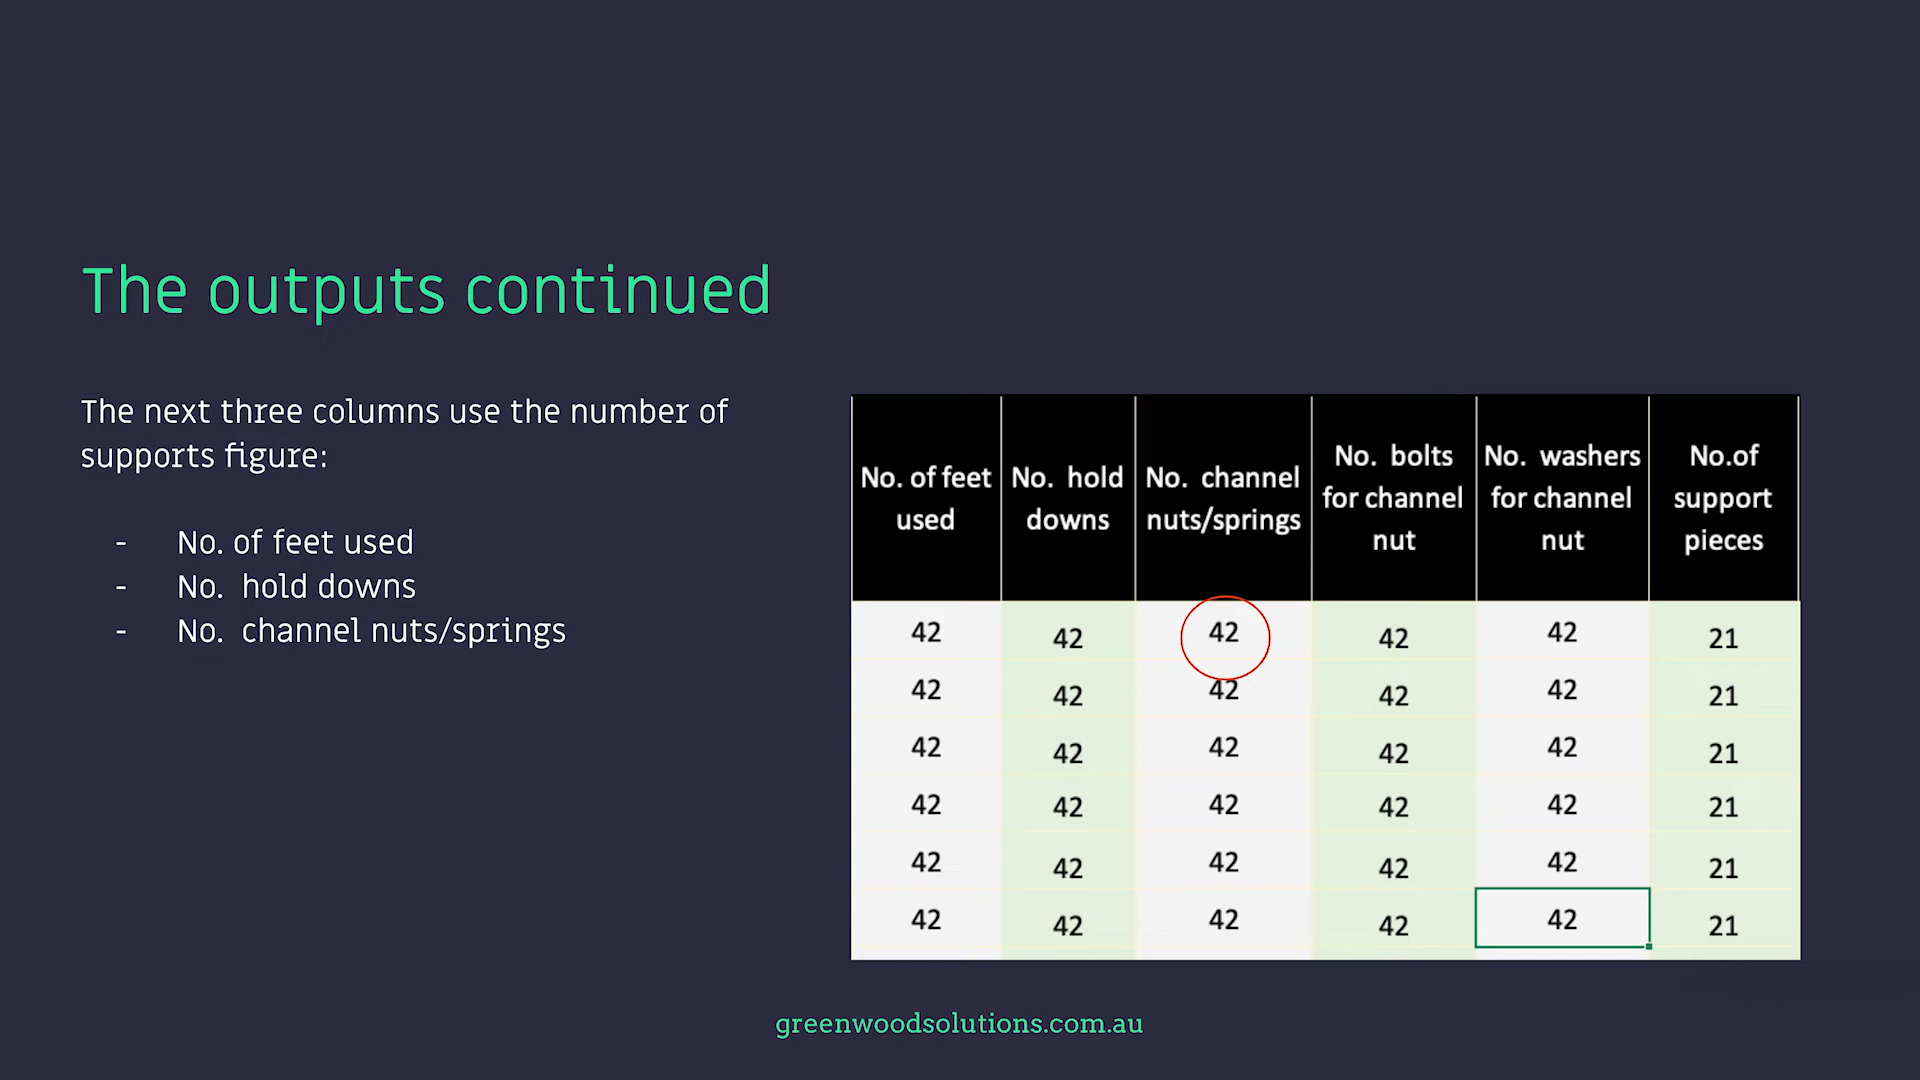 The outputs continued
The next three columns use the number of
supports figure:
- No. of feet used
- No. hold downs
- No. channel nuts/springs
No. of feet used | No. hold downs | No. channel nuts/springs | No. bolts for channel nut | No. washers for channel nut | No.of support pieces
42 42 42 42 42 21
42 42 42 42 42 21
42 42 42 42 42 21
42 42 42 42 42 21
42 42 42 42 42 21
42 42 42 42 42 21
greenwoodsolutions.com.au